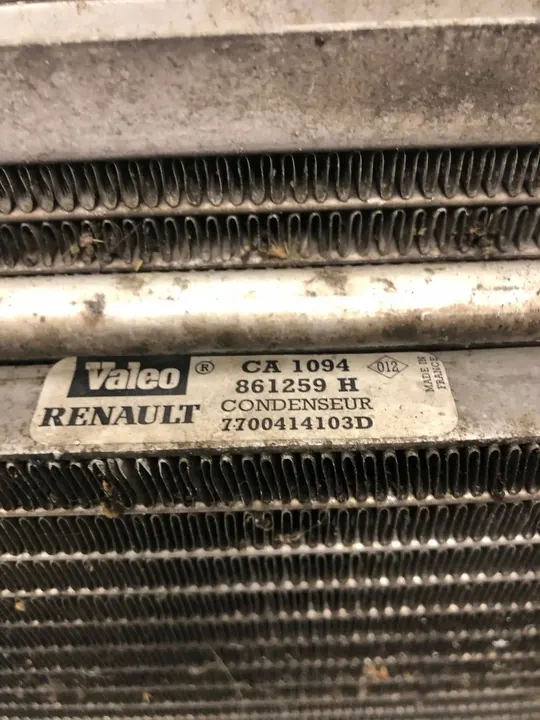 Valeo ® CA 1094 012
861259 H
RENAULT CONDENSEUR
7700414103D
MADE IN
FRANCE